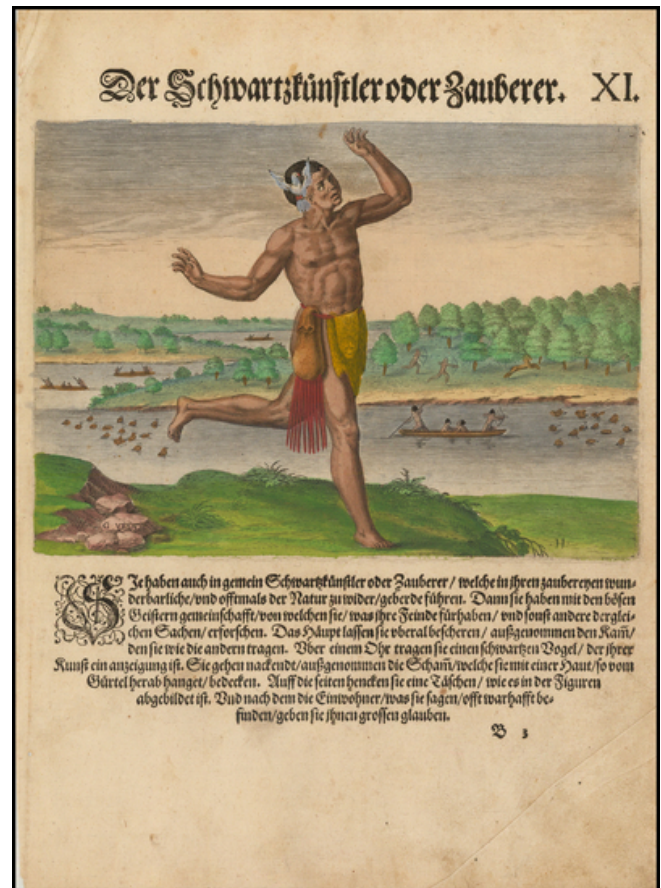 Der Schwartzkünstler oder Zauberer. XI.
G. VEEN
11
SJe haben auch in gemein Schwartzkünstler oder Zauberer / welche in ihren zaubereyen wun-
derbarliche / vnd offtmals der Natur zu wider / geberde führen. Dann sie haben mit den bösen
Geistern gemeinschafft / von welchen sie / was ihre Feinde fürhaben / vnd sonst andere derglei-
chen Sachen / erforschen. Das Häupt lassen sie vberal bescheren / außgenommen den Kam̃ /
den sie wie die andern tragen. Vber einem Ohr tragen sie einen schwartzen Vogel / der ihrer
Kunst ein anzeigung ist. Sie gehen nackendt / außgenommen die Scham̃ / welche sie mit einer Haut / so vom
Gürtel herab hanget / bedecken. Auff die seiten hencken sie eine Täschen / wie es in der Figuren
abgebildet ist. Vnd nach dem die Einwohner / was sie sagen / offt warhafft be-
finden / geben sie ihnen grossen glauben.
B 3